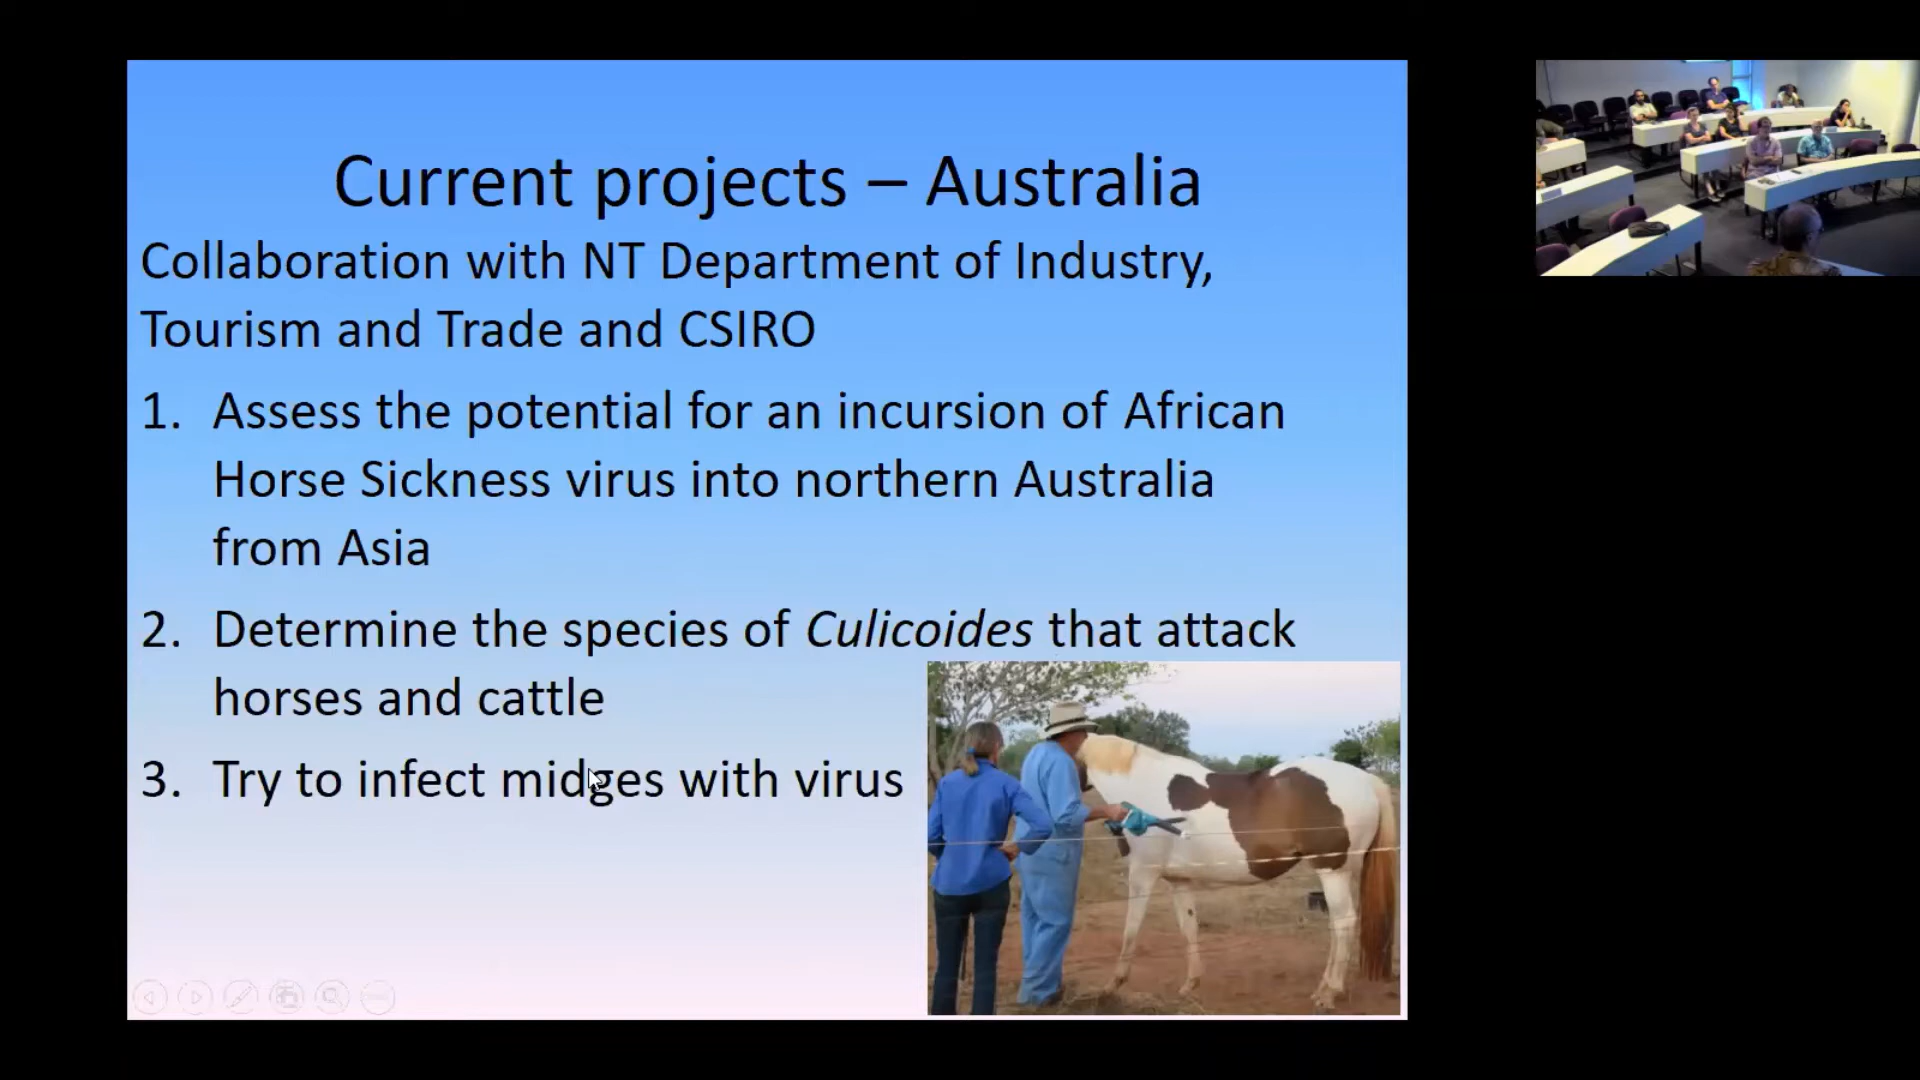 Current projects – Australia
Collaboration with NT Department of Industry,
Tourism and Trade and CSIRO
1. Assess the potential for an incursion of African
Horse Sickness virus into northern Australia
from Asia
2. Determine the species of Culicoides that attack
horses and cattle
3. Try to infect midges with virus